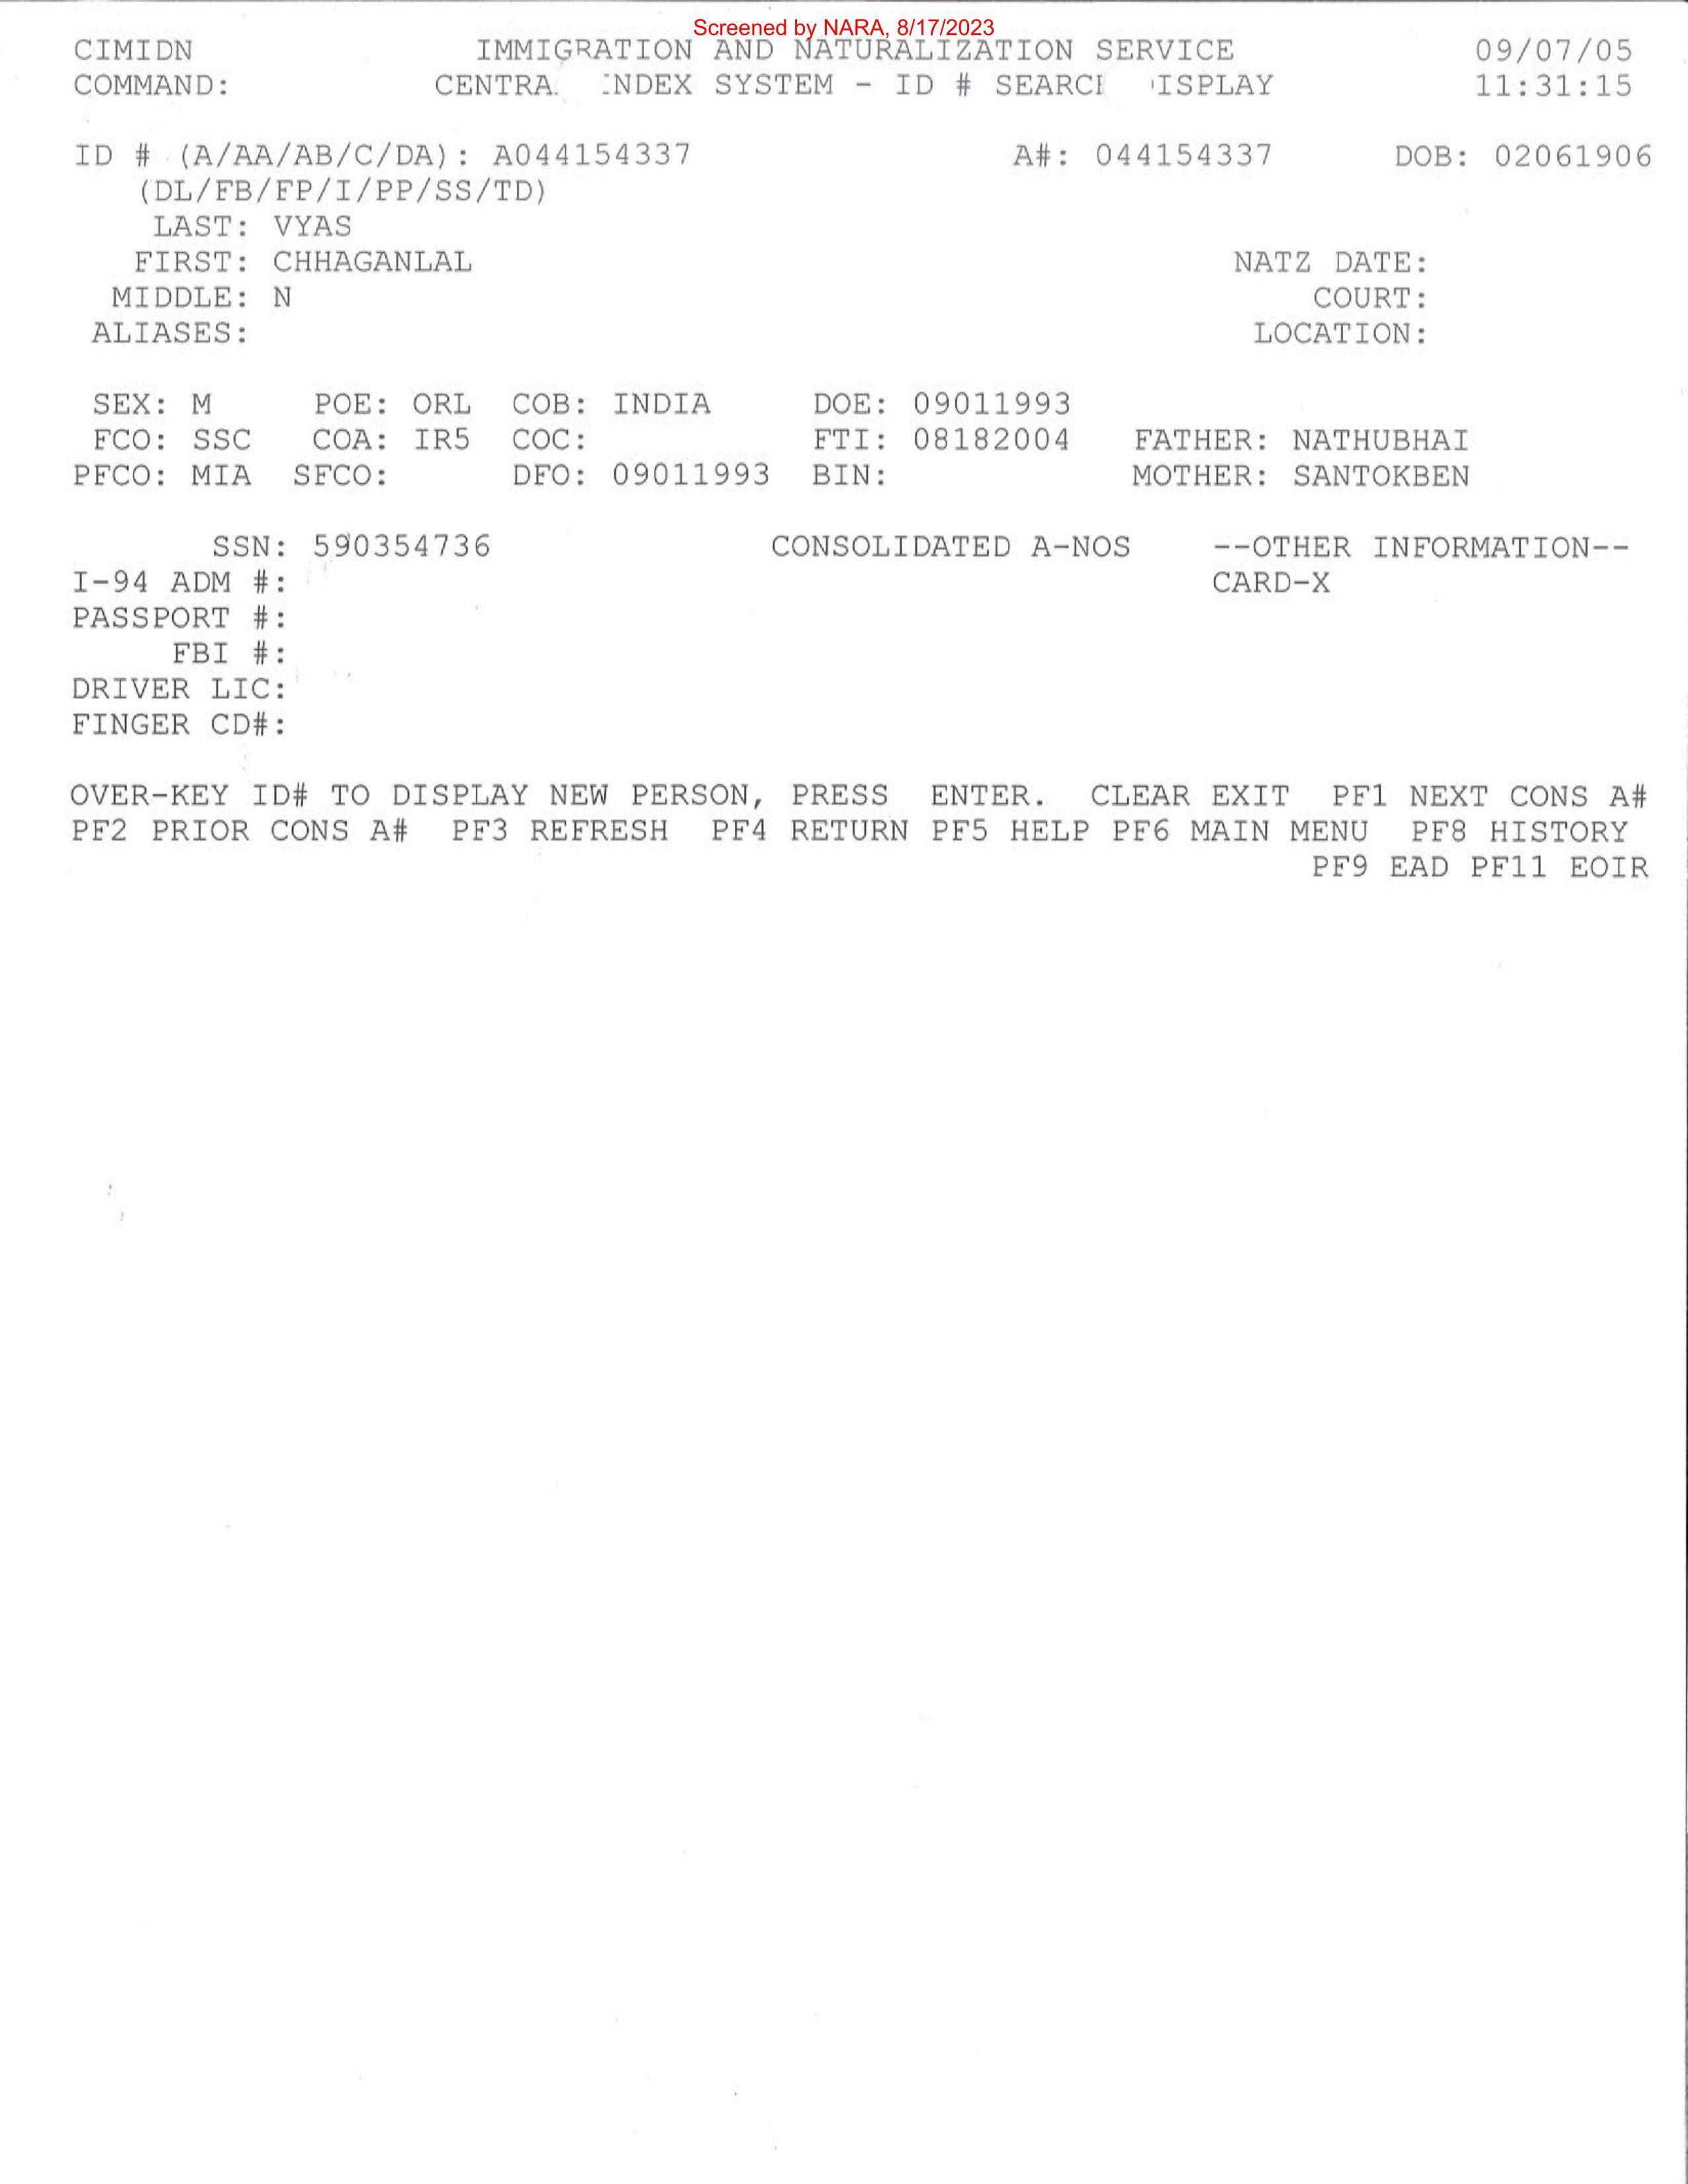 Screened by NARA, 8/17/2023
CIMIDN IMMIGRATION AND NATURALIZATION SERVICE 09/07/05
COMMAND: CENTRA. INDEX SYSTEM - ID # SEARCH DISPLAY 11:31:15
ID # (A/AA/AB/C/DA): A044154337 A#: 044154337 DOB: 02061906
(DL/FB/FP/I/PP/SS/TD)
LAST: VYAS
FIRST: CHHAGANLAL NATZ DATE:
MIDDLE: N COURT:
ALIASES: LOCATION:
SEX: M POE: ORL COB: INDIA DOE: 09011993
FCO: SSC COA: IR5 COC: FTI: 08182004 FATHER: NATHUBHAI
PFCO: MIA SFCO: DFO: 09011993 BIN: MOTHER: SANTOKBEN
SSN: 590354736 CONSOLIDATED A-NOS --OTHER INFORMATION--
I-94 ADM #: CARD-X
PASSPORT #:
FBI #:
DRIVER LIC:
FINGER CD#:
OVER-KEY ID# TO DISPLAY NEW PERSON, PRESS ENTER. CLEAR EXIT PF1 NEXT CONS A#
PF2 PRIOR CONS A# PF3 REFRESH PF4 RETURN PF5 HELP PF6 MAIN MENU PF8 HISTORY
PF9 EAD PF11 EOIR